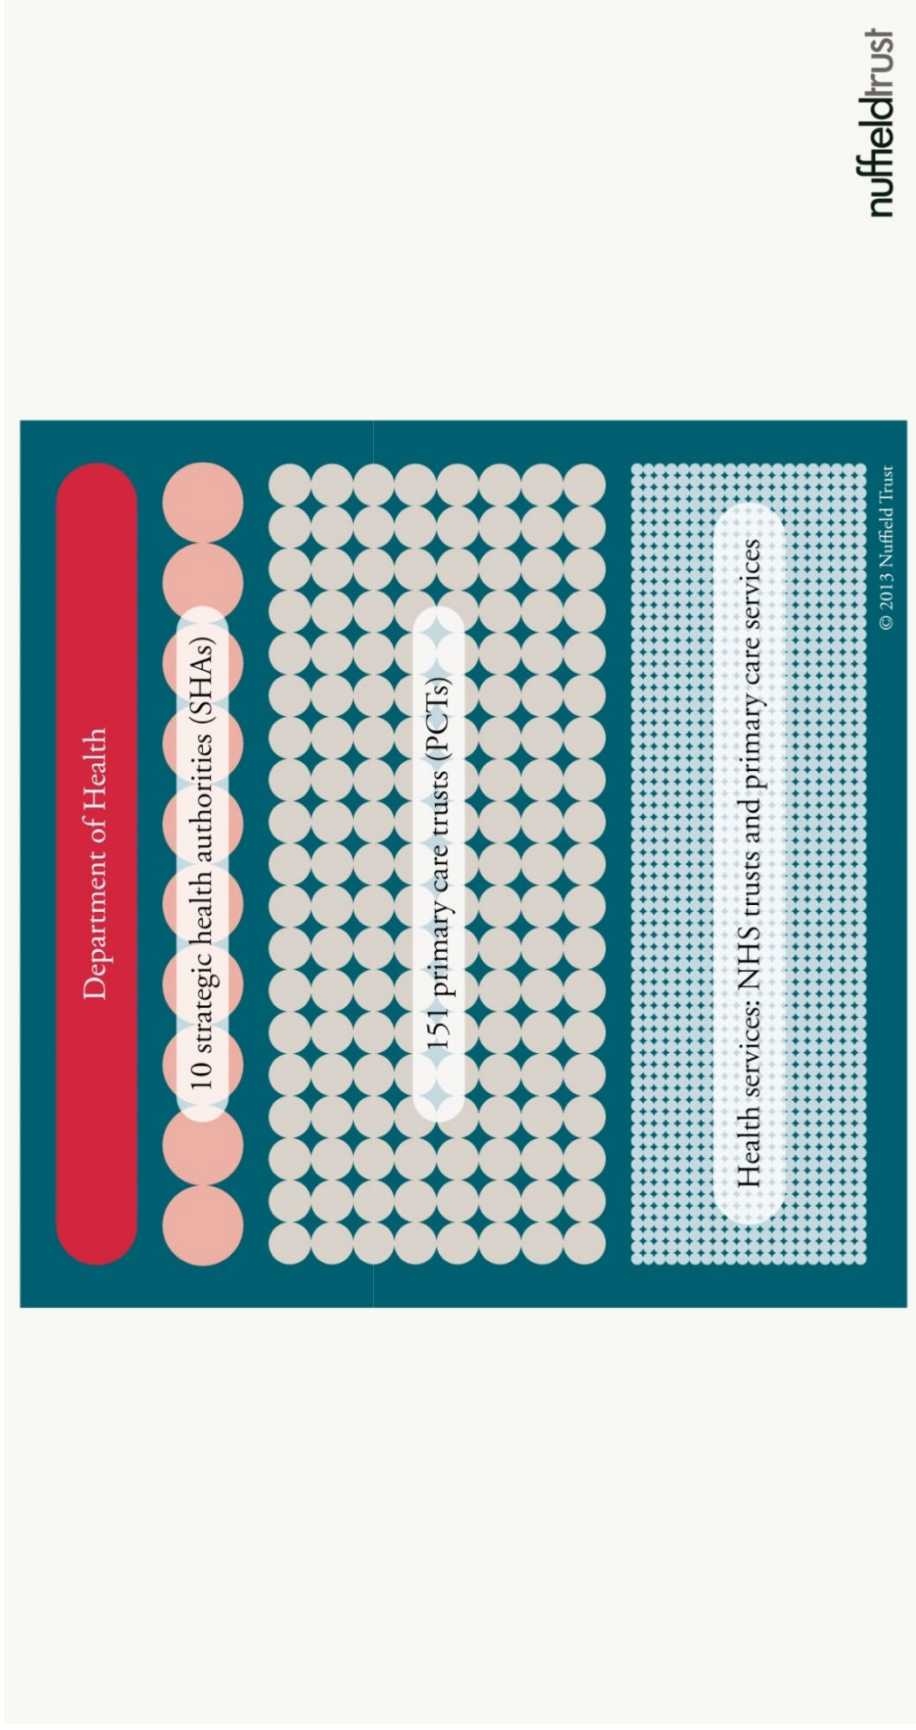 Department of Health
10 strategic health authorities (SHAs)
151 primary care trusts (PCTs)
Health services: NHS trusts and primary care services
© 2013 Nuffield Trust
nuffieldtrust